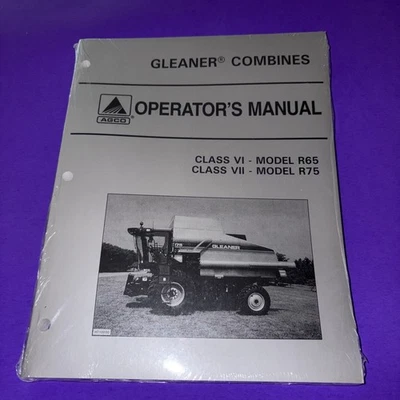 GLEANER® COMBINES
AGCO®
OPERATOR'S MANUAL
CLASS VI - MODEL R65
CLASS VII - MODEL R75
GLEANER